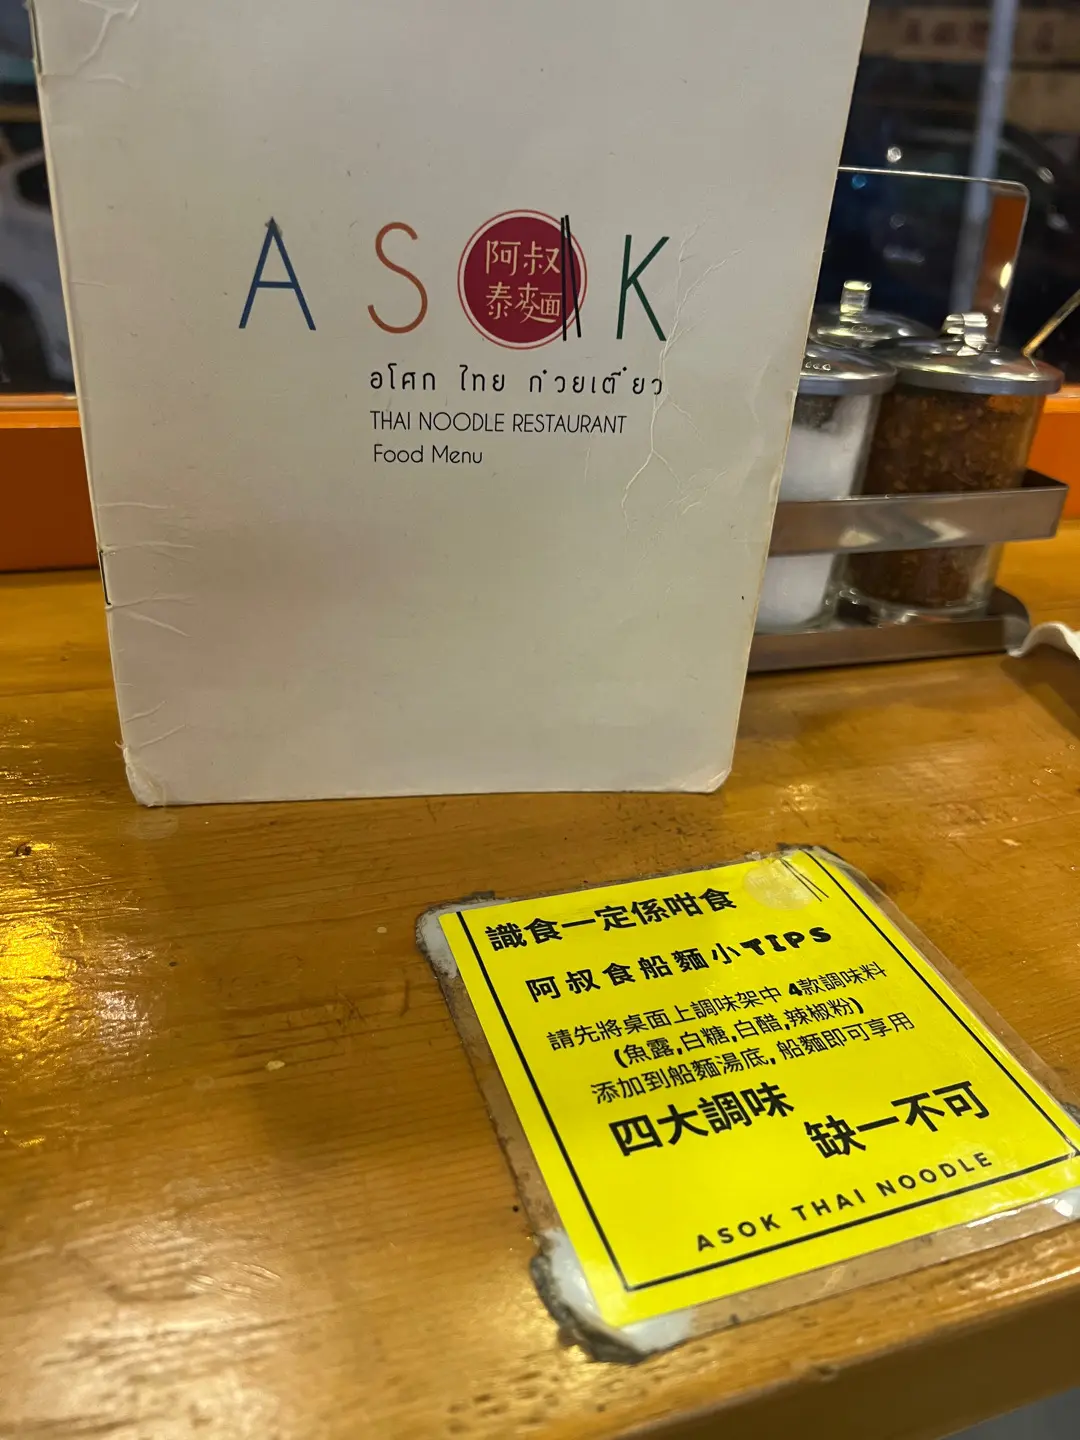 ASOK
阿叔
泰麵
อโศก ไทย ก๋วยเตี๋ยว
THAI NOODLE RESTAURANT
Food Menu
識食一定係咁食
阿叔食船麵小TIPS
請先將桌面上調味架中 4款調味料
(魚露,白糖,白醋,辣椒粉)
添加到船麵湯底, 船麵即可享用
四大調味
缺一不可
ASOK THAI NOODLE